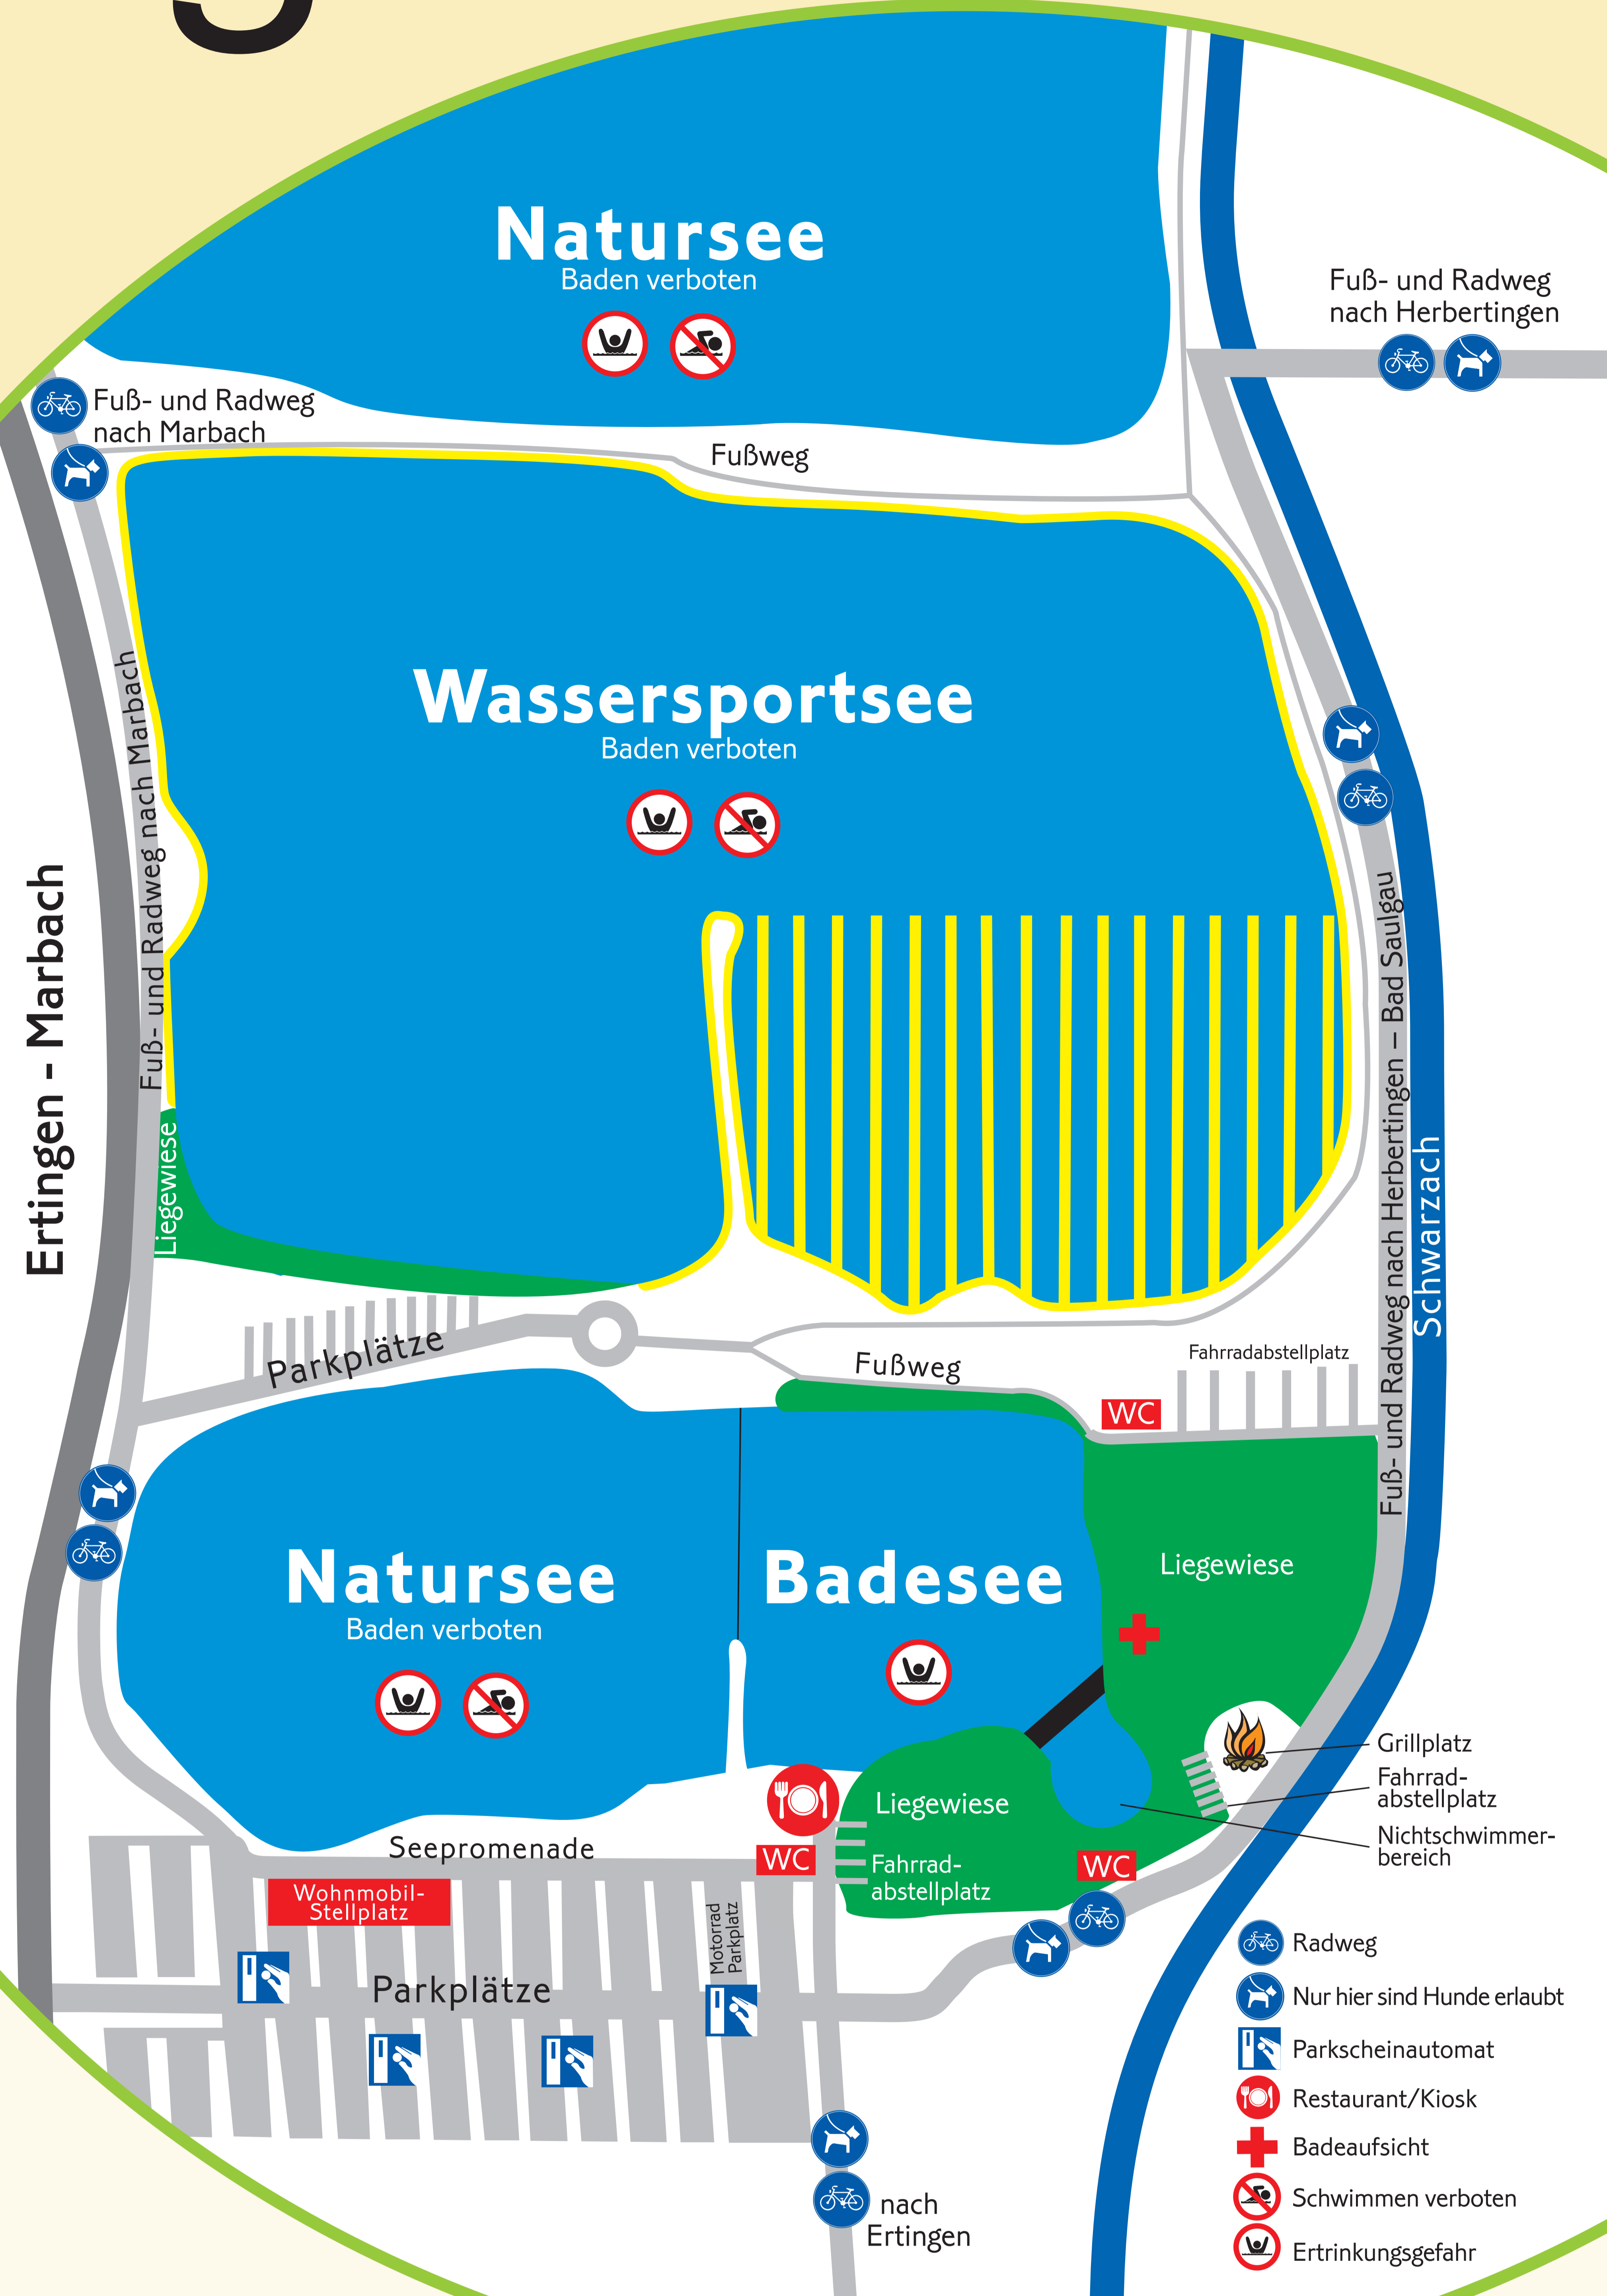 Natursee
Baden verboten
Fuß- und Radweg
nach Herbertingen
Fuß- und Radweg
nach Marbach
Fußweg
Wassersportsee
Baden verboten
Fuß- und Radweg nach Marbach
Ertingen - Marbach
Liegewiese
Fuß- und Radweg nach Herbertingen – Bad Saulgau
Schwarzach
Parkplätze
Fußweg
Fahrradabstellplatz
WC
Natursee
Baden verboten
Badesee
Liegewiese
Grillplatz
Fahrrad-
abstellplatz
Nichtschwimmer-
bereich
Liegewiese
Seepromenade
WC
Fahrrad-
abstellplatz
WC
Wohnmobil-
Stellplatz
Motorrad
Parkplatz
Parkplätze
nach
Ertingen
Radweg
Nur hier sind Hunde erlaubt
Parkscheinautomat
Restaurant/Kiosk
Badeaufsicht
Schwimmen verboten
Ertrinkungsgefahr